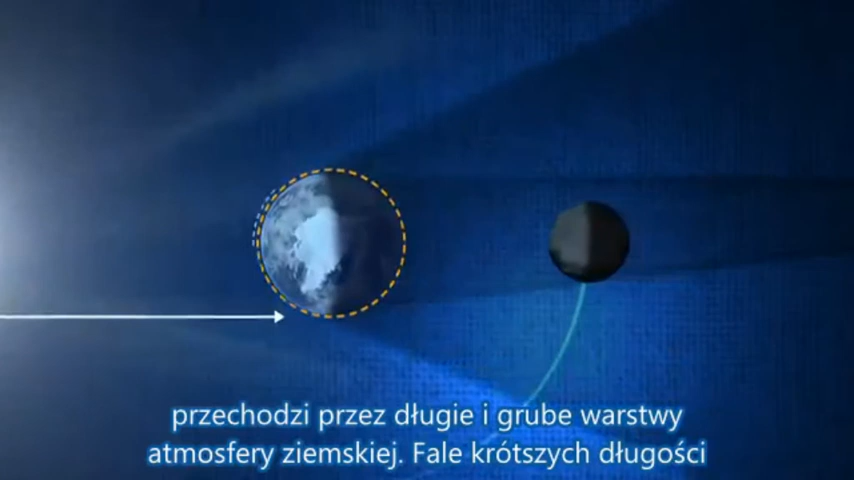 przechodzi przez długie i grube warstwy
atmosfery ziemskiej. Fale krótszych długości